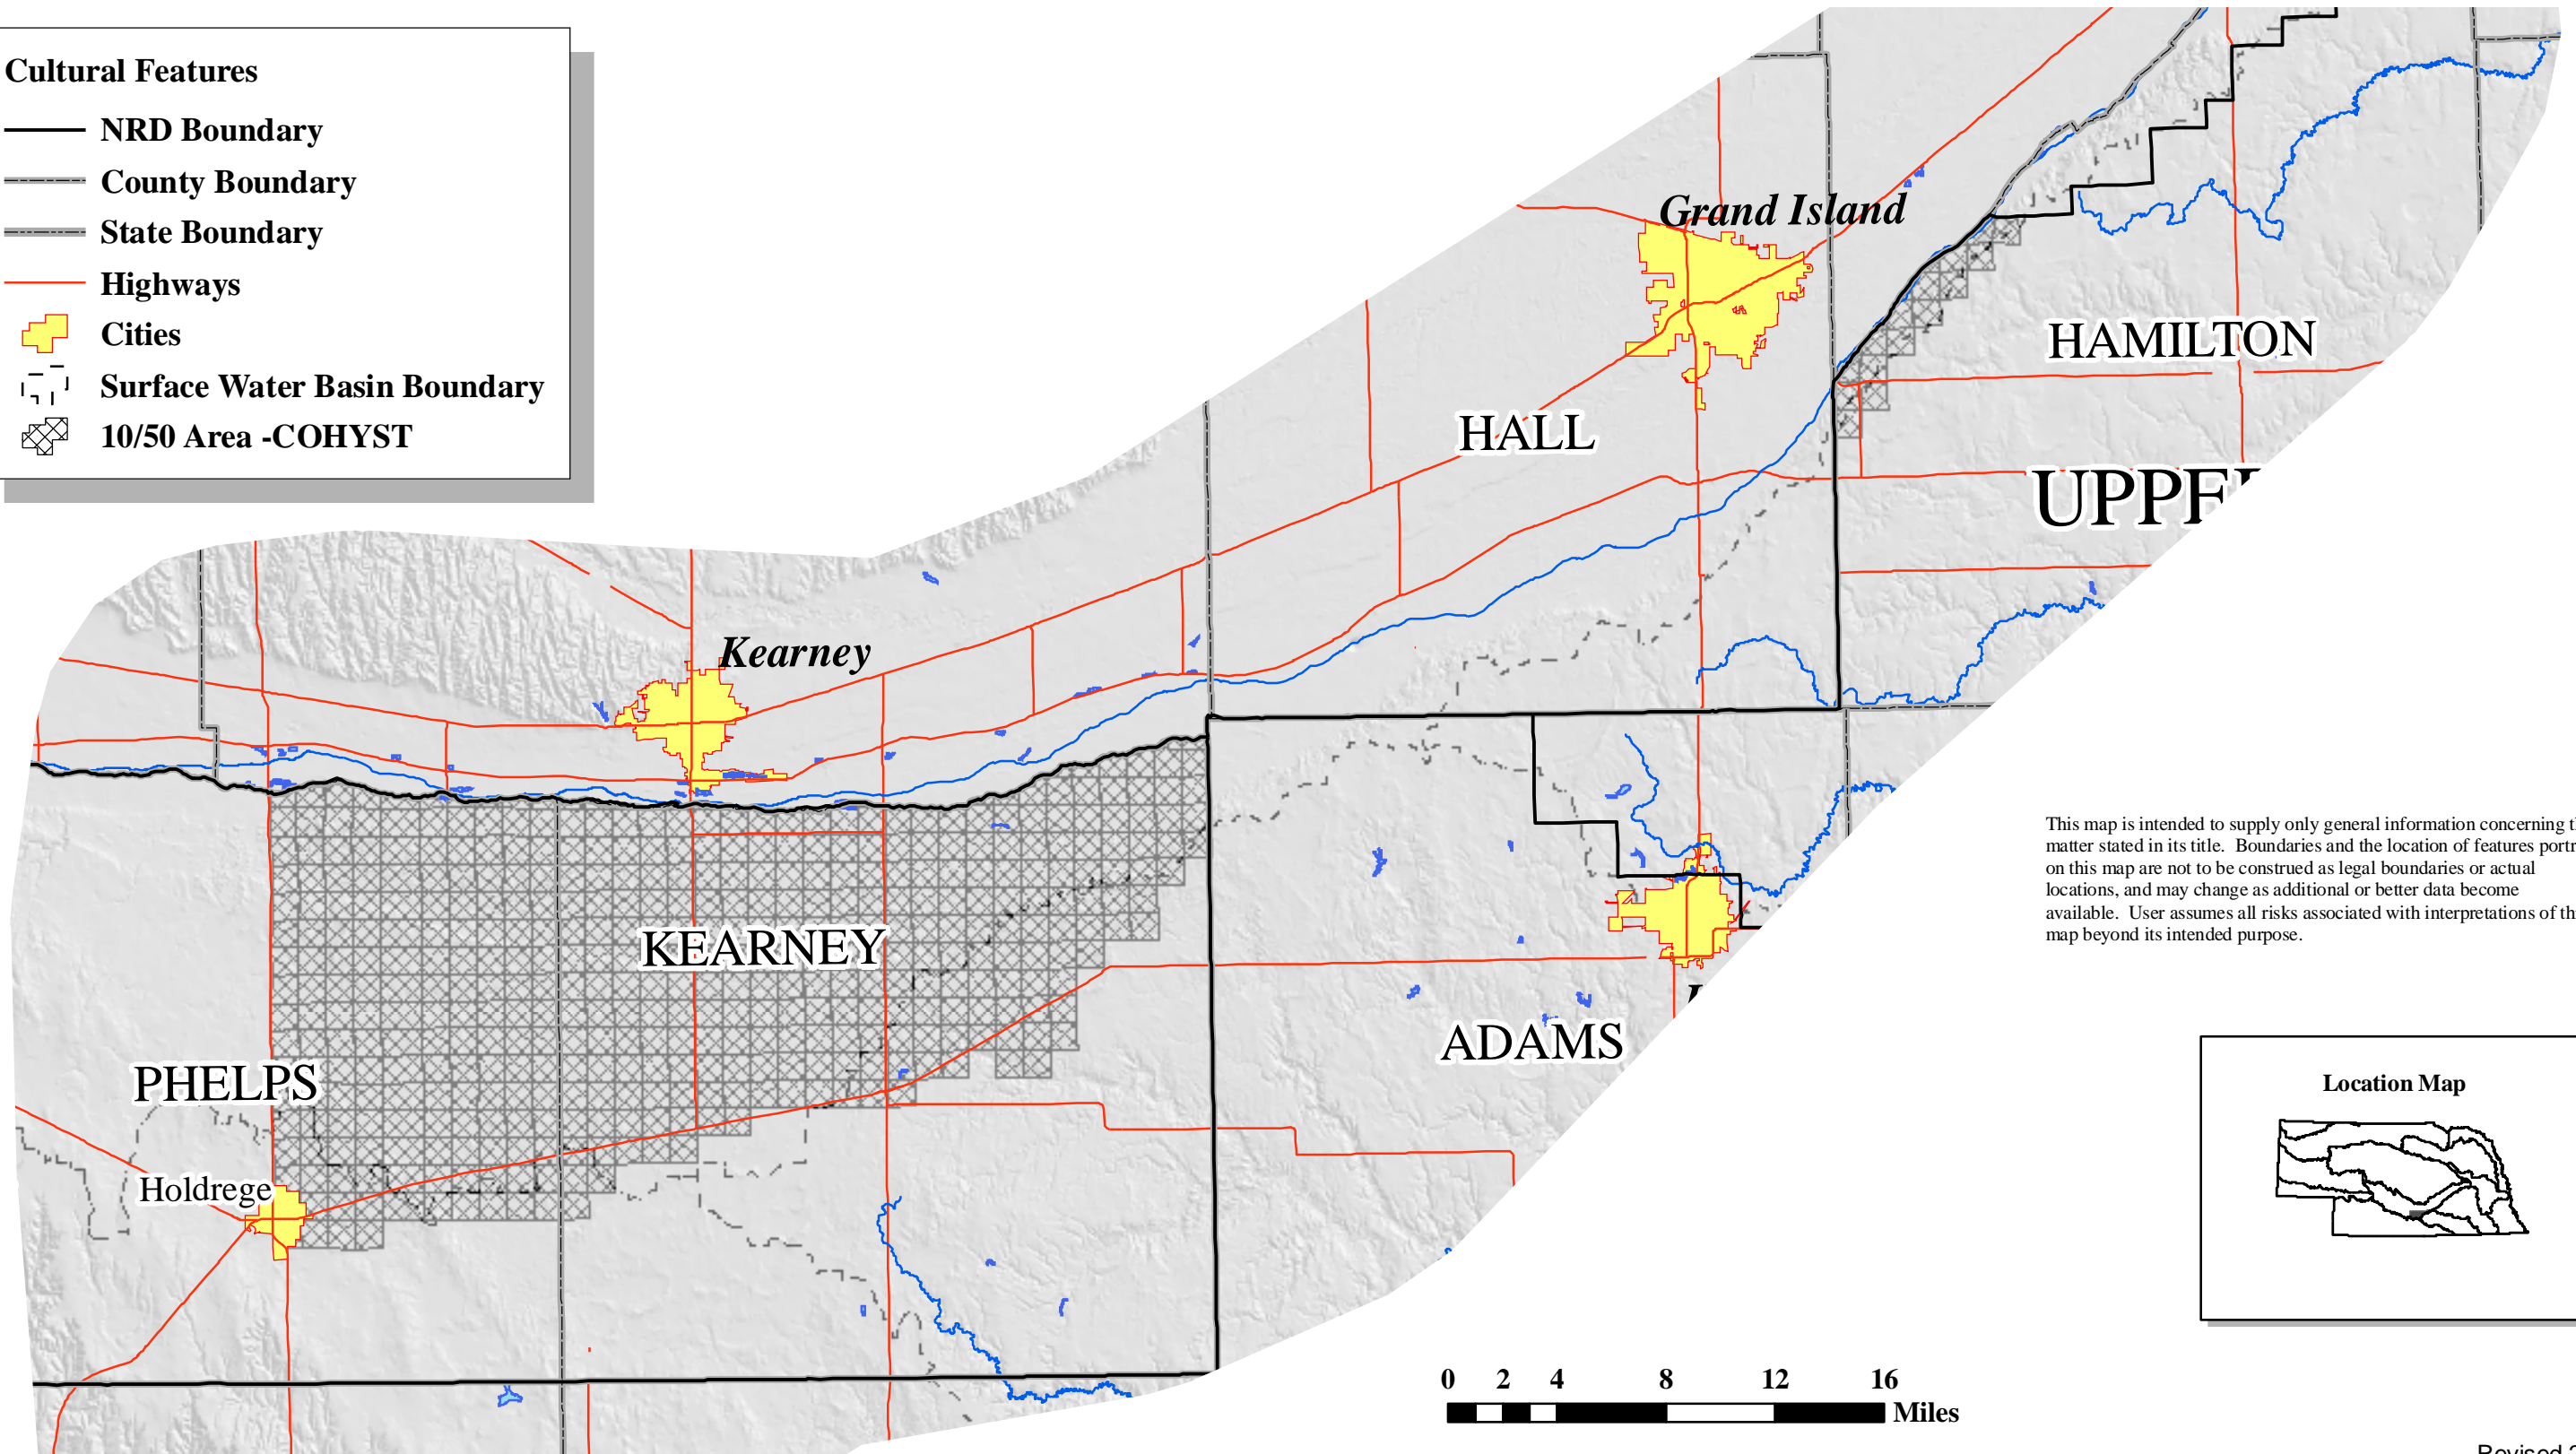 Cultural Features
NRD Boundary
County Boundary
State Boundary
Highways
Cities
Surface Water Basin Boundary
10/50 Area -COHYST
Grand Island
HAMILTON
HALL
Kearney
KEARNEY
PHELPS
Holdrege
ADAMS
This map is intended to supply only general information concerning
matter stated in its title. Boundaries and the location of features
on this map are not to be construed as legal boundaries or actual
locations, and may change as additional or better data become
available. User assumes all risks associated with interpretations of
map beyond its intended purpose.
Location Map
0 2 4 8 12 16
Miles
Revised